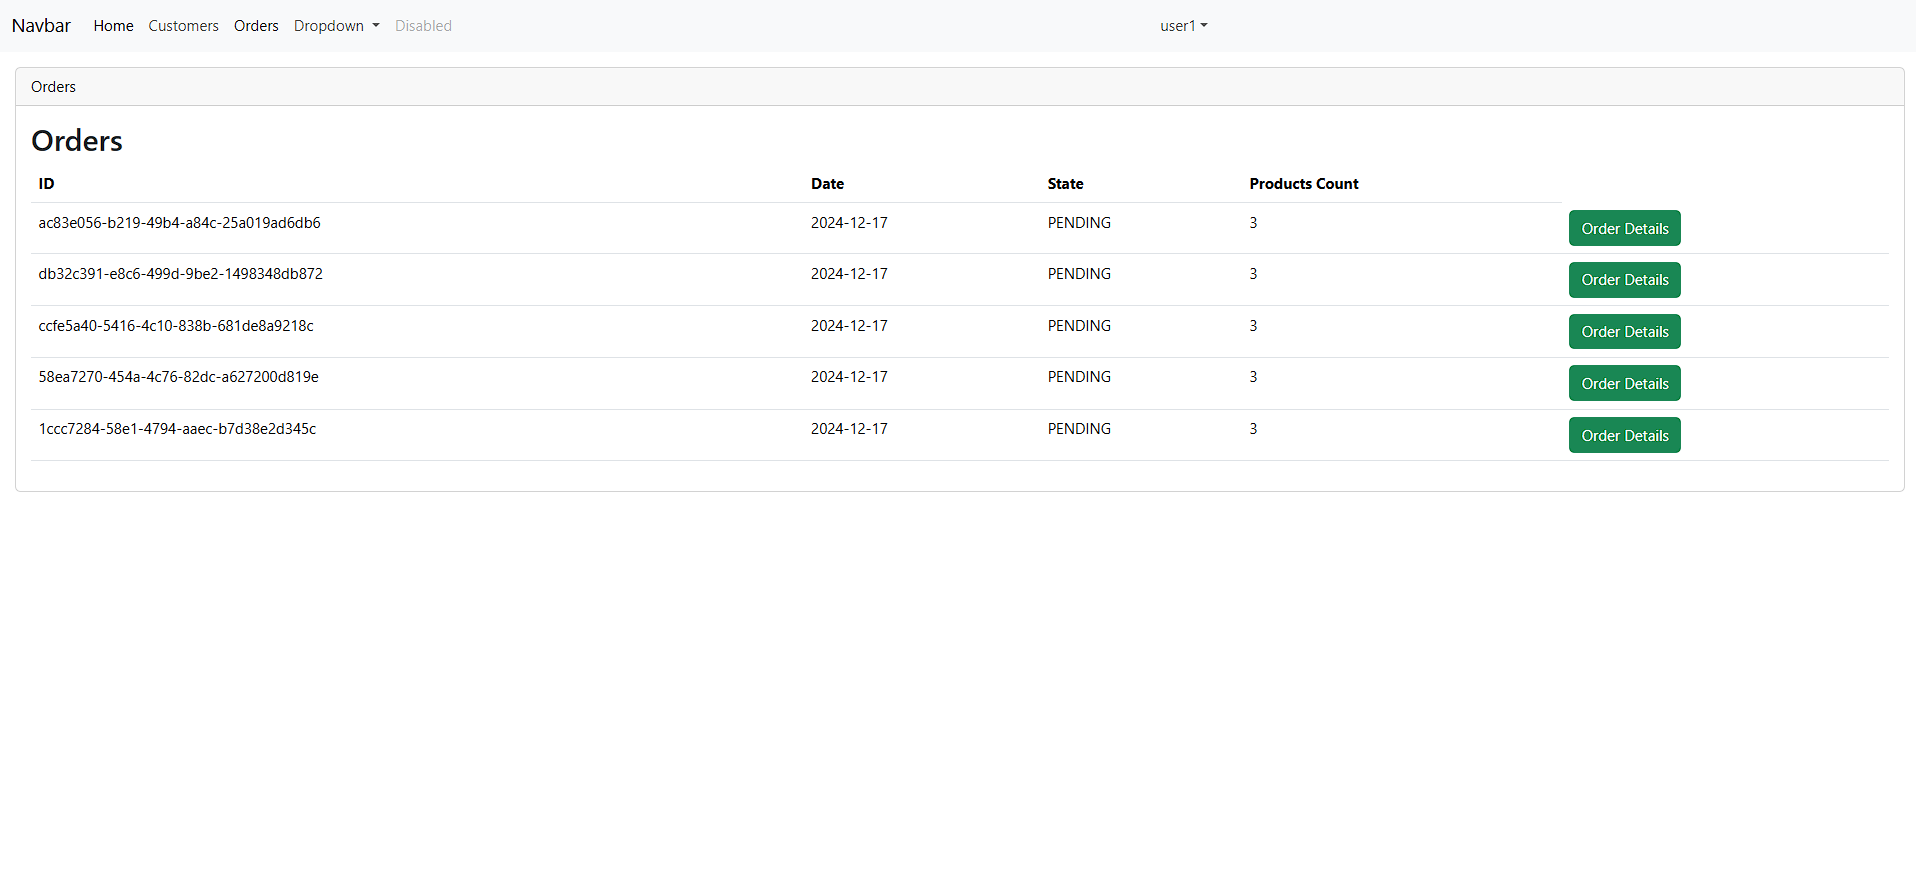 Navbar Home Customers Orders Dropdown Disabled user1
Orders
Orders
ID Date State Products Count
ac83e056-b219-49b4-a84c-25a019ad6db6 2024-12-17 PENDING 3 Order Details
db32c391-e8c6-499d-9be2-1498348db872 2024-12-17 PENDING 3 Order Details
ccfe5a40-5416-4c10-838b-681de8a9218c 2024-12-17 PENDING 3 Order Details
58ea7270-454a-4c76-82dc-a627200d819e 2024-12-17 PENDING 3 Order Details
1ccc7284-58e1-4794-aaec-b7d38e2d345c 2024-12-17 PENDING 3 Order Details